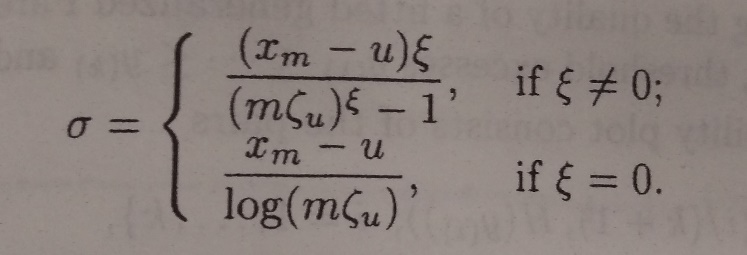 σ = { (x_m − u)ξ / ((mζ_u)^ξ − 1), if ξ ≠ 0;
(x_m − u) / log(mζ_u), if ξ = 0.